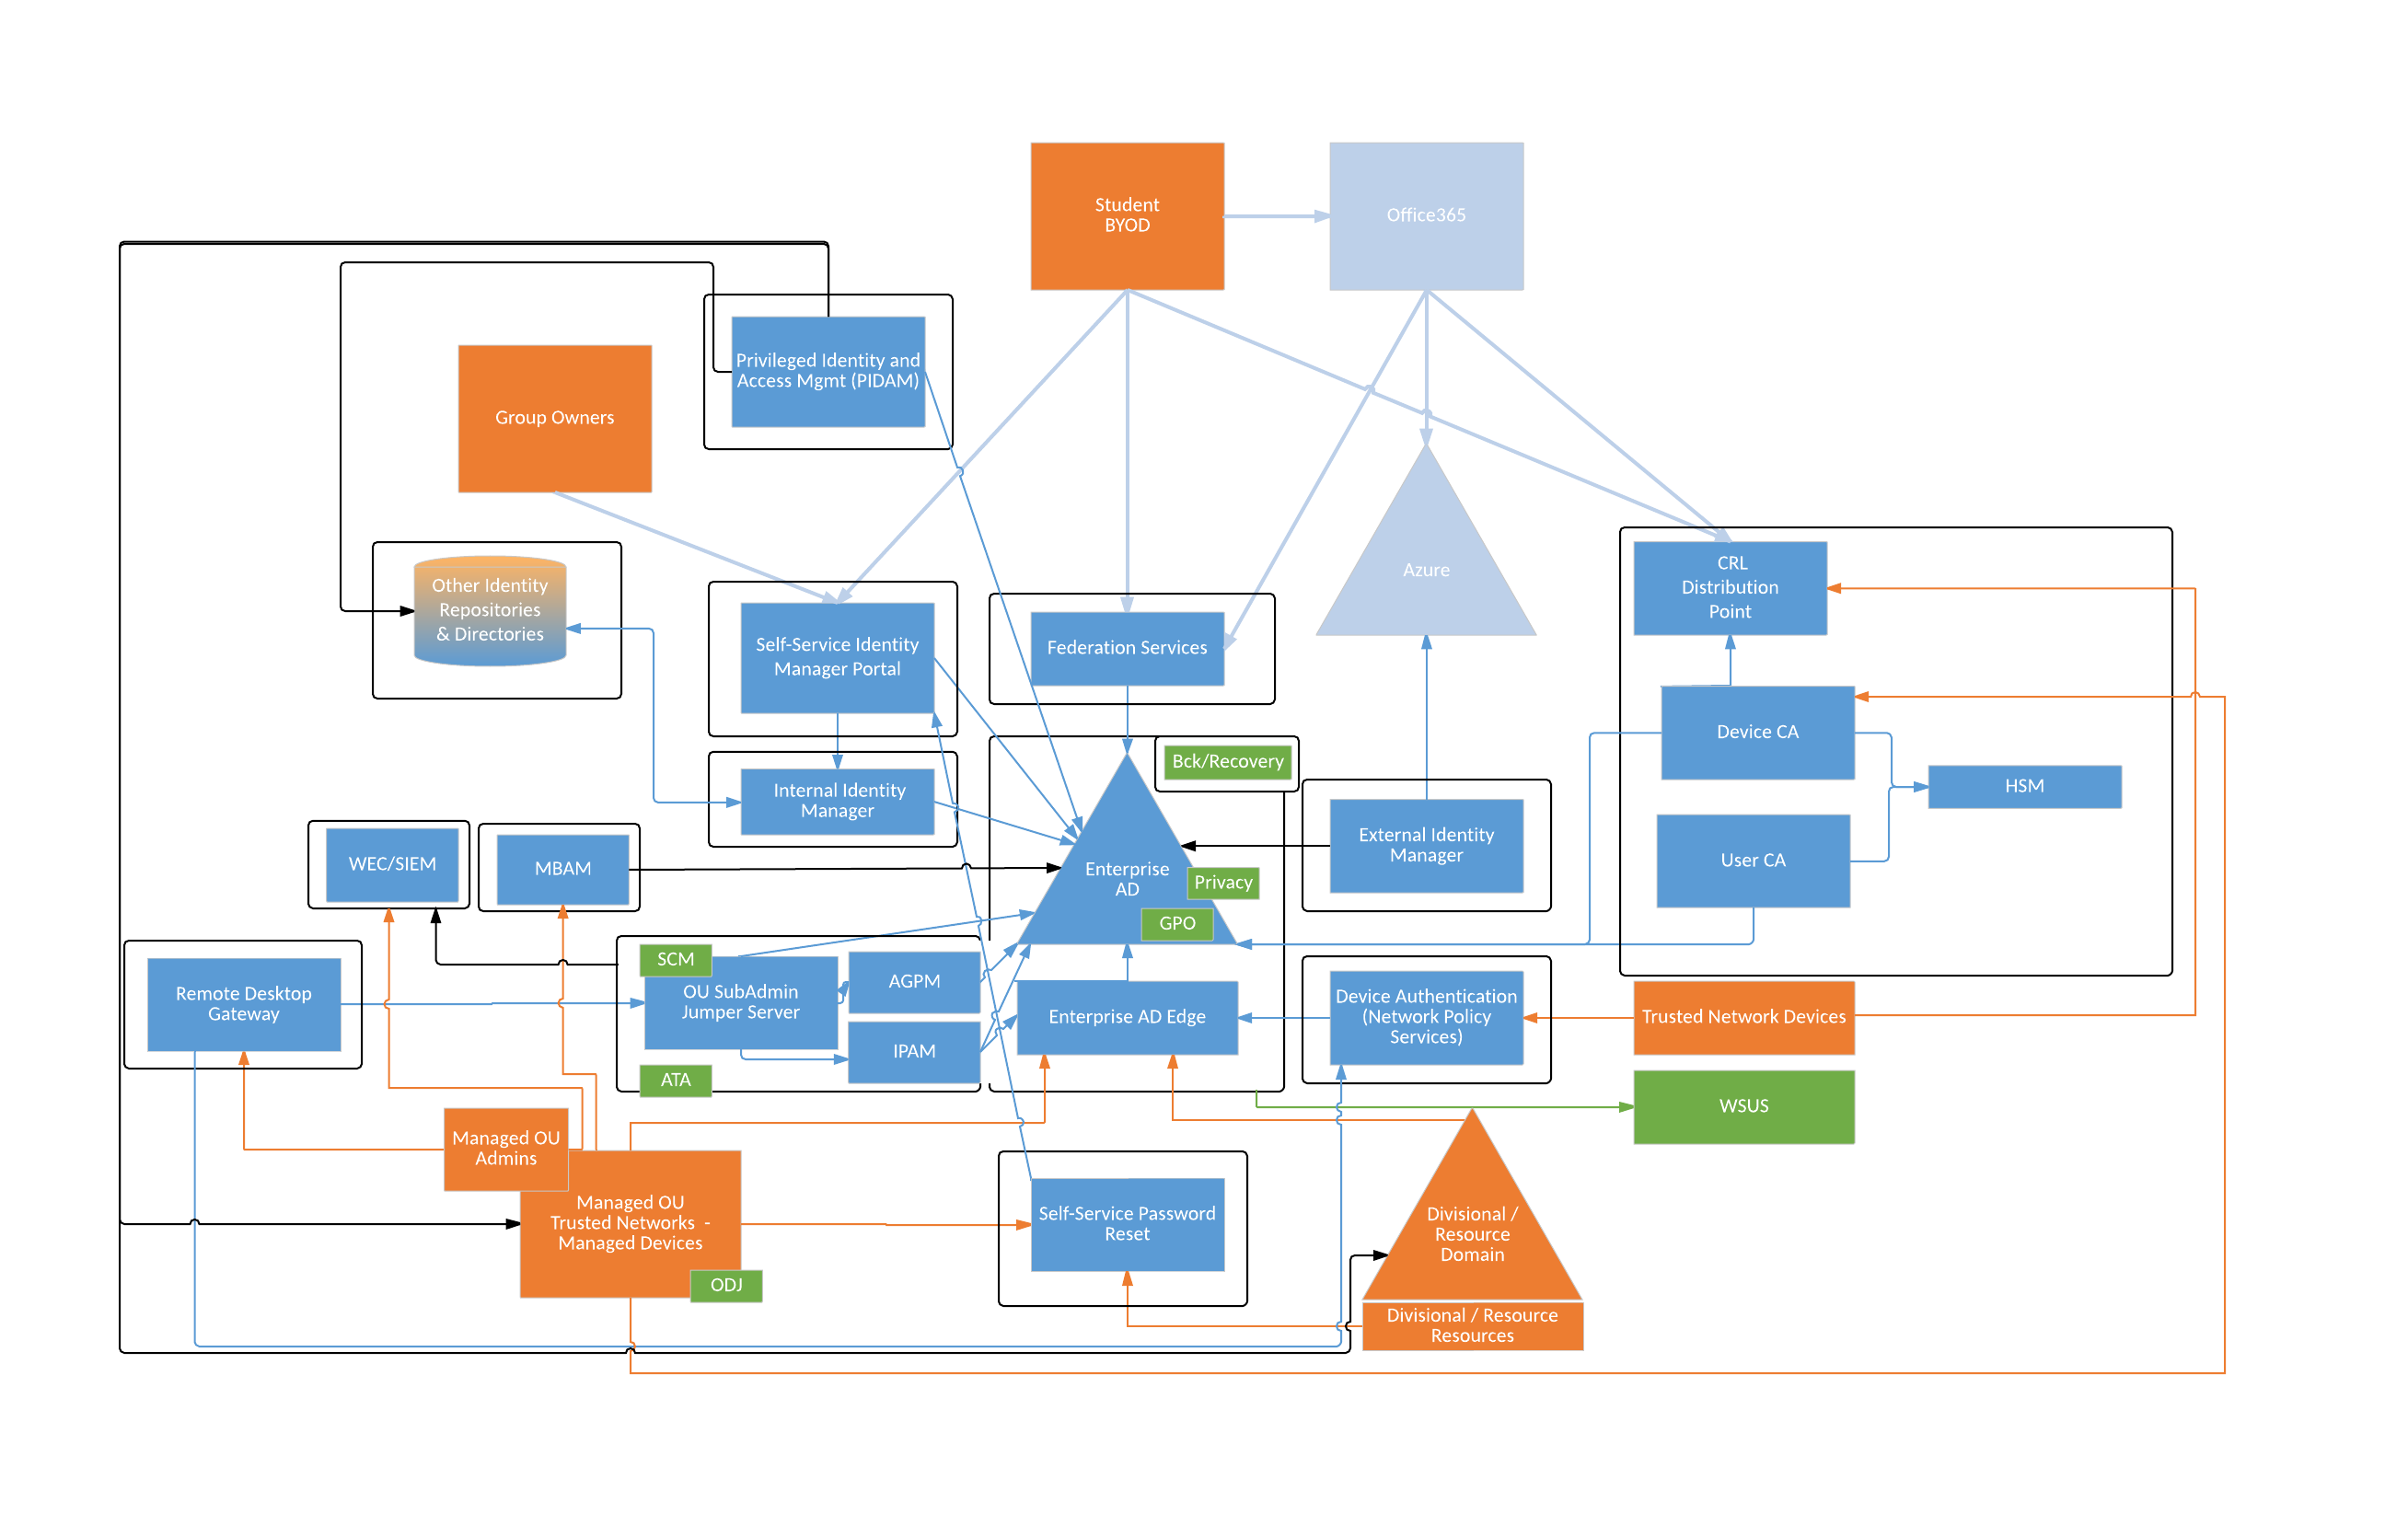 Student
BYOD
Office365
Privileged Identity and
Access Mgmt (PIDAM)
Group Owners
Other Identity
Repositories
& Directories
Self-Service Identity
Manager Portal
Federation Services
Azure
CRL
Distribution
Point
Device CA
Bck/Recovery
HSM
Internal Identity
Manager
External Identity
Manager
User CA
WEC/SIEM
MBAM
Enterprise
AD
Privacy
GPO
SCM
OU SubAdmin
Jumper Server
AGPM
IPAM
ATA
Remote Desktop
Gateway
Enterprise AD Edge
Device Authentication
(Network Policy
Services)
Trusted Network Devices
WSUS
Managed OU
Admins
Managed OU
Trusted Networks -
Managed Devices
ODJ
Self-Service Password
Reset
Divisional /
Resource
Domain
Divisional / Resource
Resources